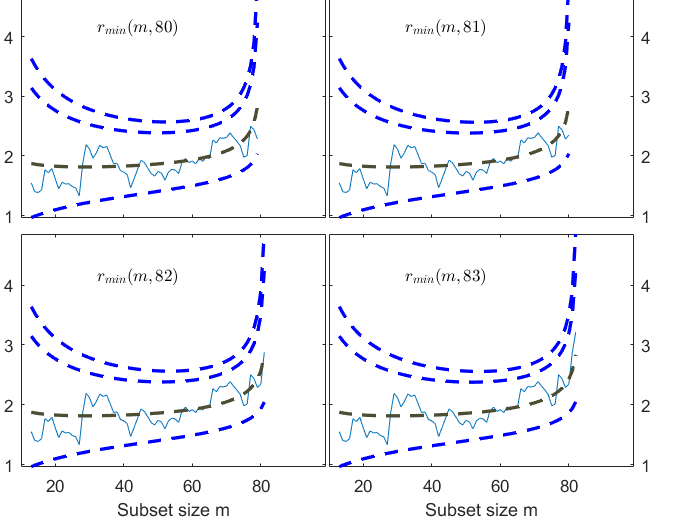 r_min(m, 80)
r_min(m, 81)
4
3
2
1
4
3
2
1
r_min(m, 82)
r_min(m, 83)
4
3
2
1
4
3
2
1
20 40 60 80
20 40 60 80
Subset size m
Subset size m